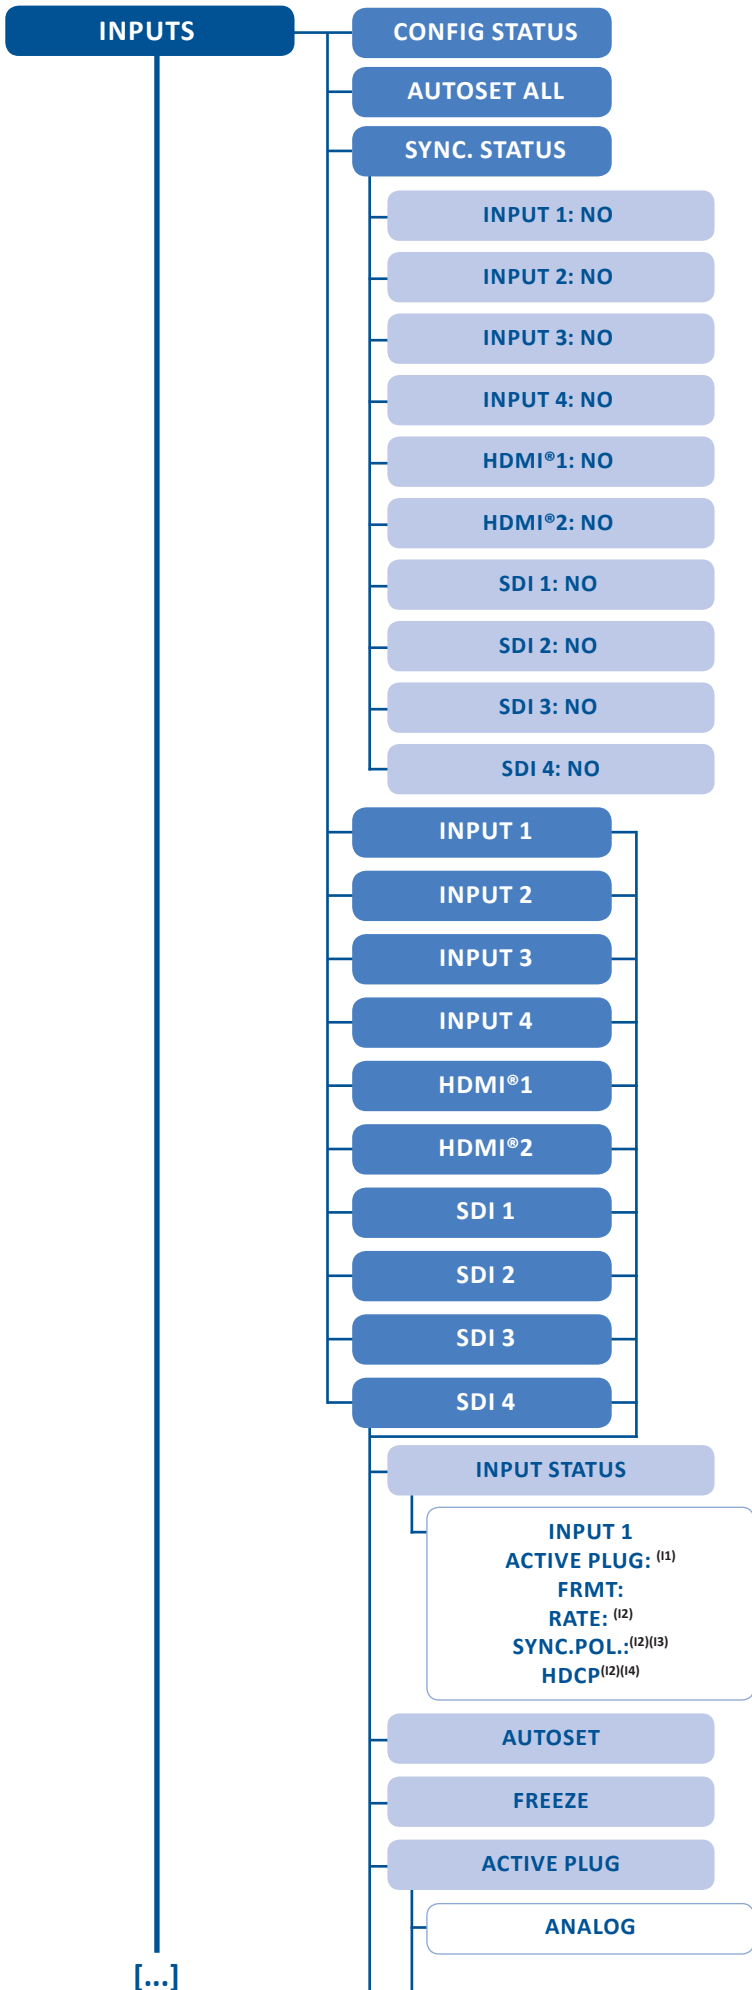 INPUTS
CONFIG STATUS
AUTOSET ALL
SYNC. STATUS
INPUT 1: NO
INPUT 2: NO
INPUT 3: NO
INPUT 4: NO
HDMI®1: NO
HDMI®2: NO
SDI 1: NO
SDI 2: NO
SDI 3: NO
SDI 4: NO
INPUT 1
INPUT 2
INPUT 3
INPUT 4
HDMI®1
HDMI®2
SDI 1
SDI 2
SDI 3
SDI 4
INPUT STATUS
INPUT 1
ACTIVE PLUG: (I1)
FRMT:
RATE: (I2)
SYNC.POL.:(I2)(I3)
HDCP(I2)(I4)
AUTOSET
FREEZE
ACTIVE PLUG
ANALOG
[...]